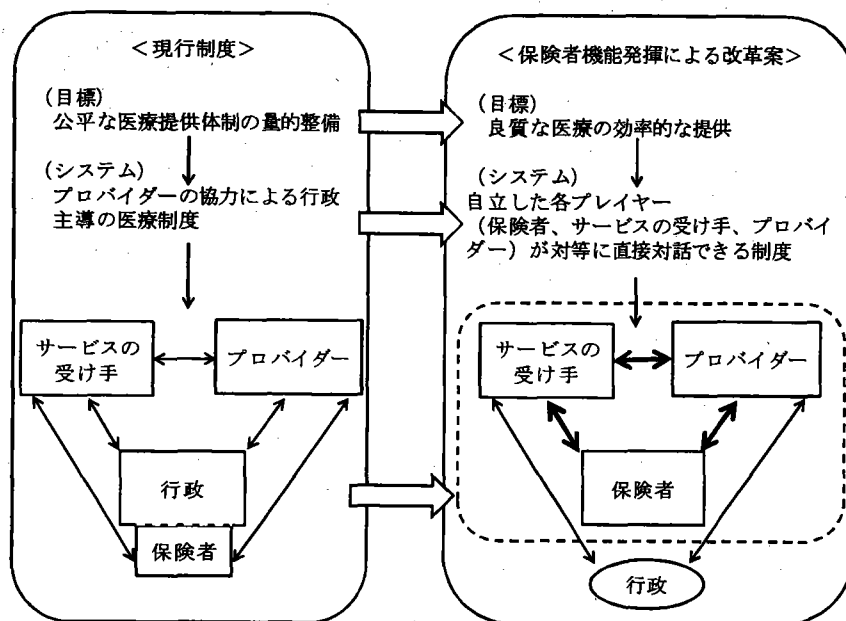 ＜現行制度＞
(目標)
公平な医療提供体制の量的整備
(システム)
プロバイダーの協力による行政
主導の医療制度
サービスの
受け手
プロバイダー
行政
保険者
＜保険者機能発揮による改革案＞
(目標)
良質な医療の効率的な提供
(システム)
自立した各プレイヤー
（保険者、サービスの受け手、プロバイ
ダー）が対等に直接対話できる制度
サービスの
受け手
プロバイダー
保険者
行政